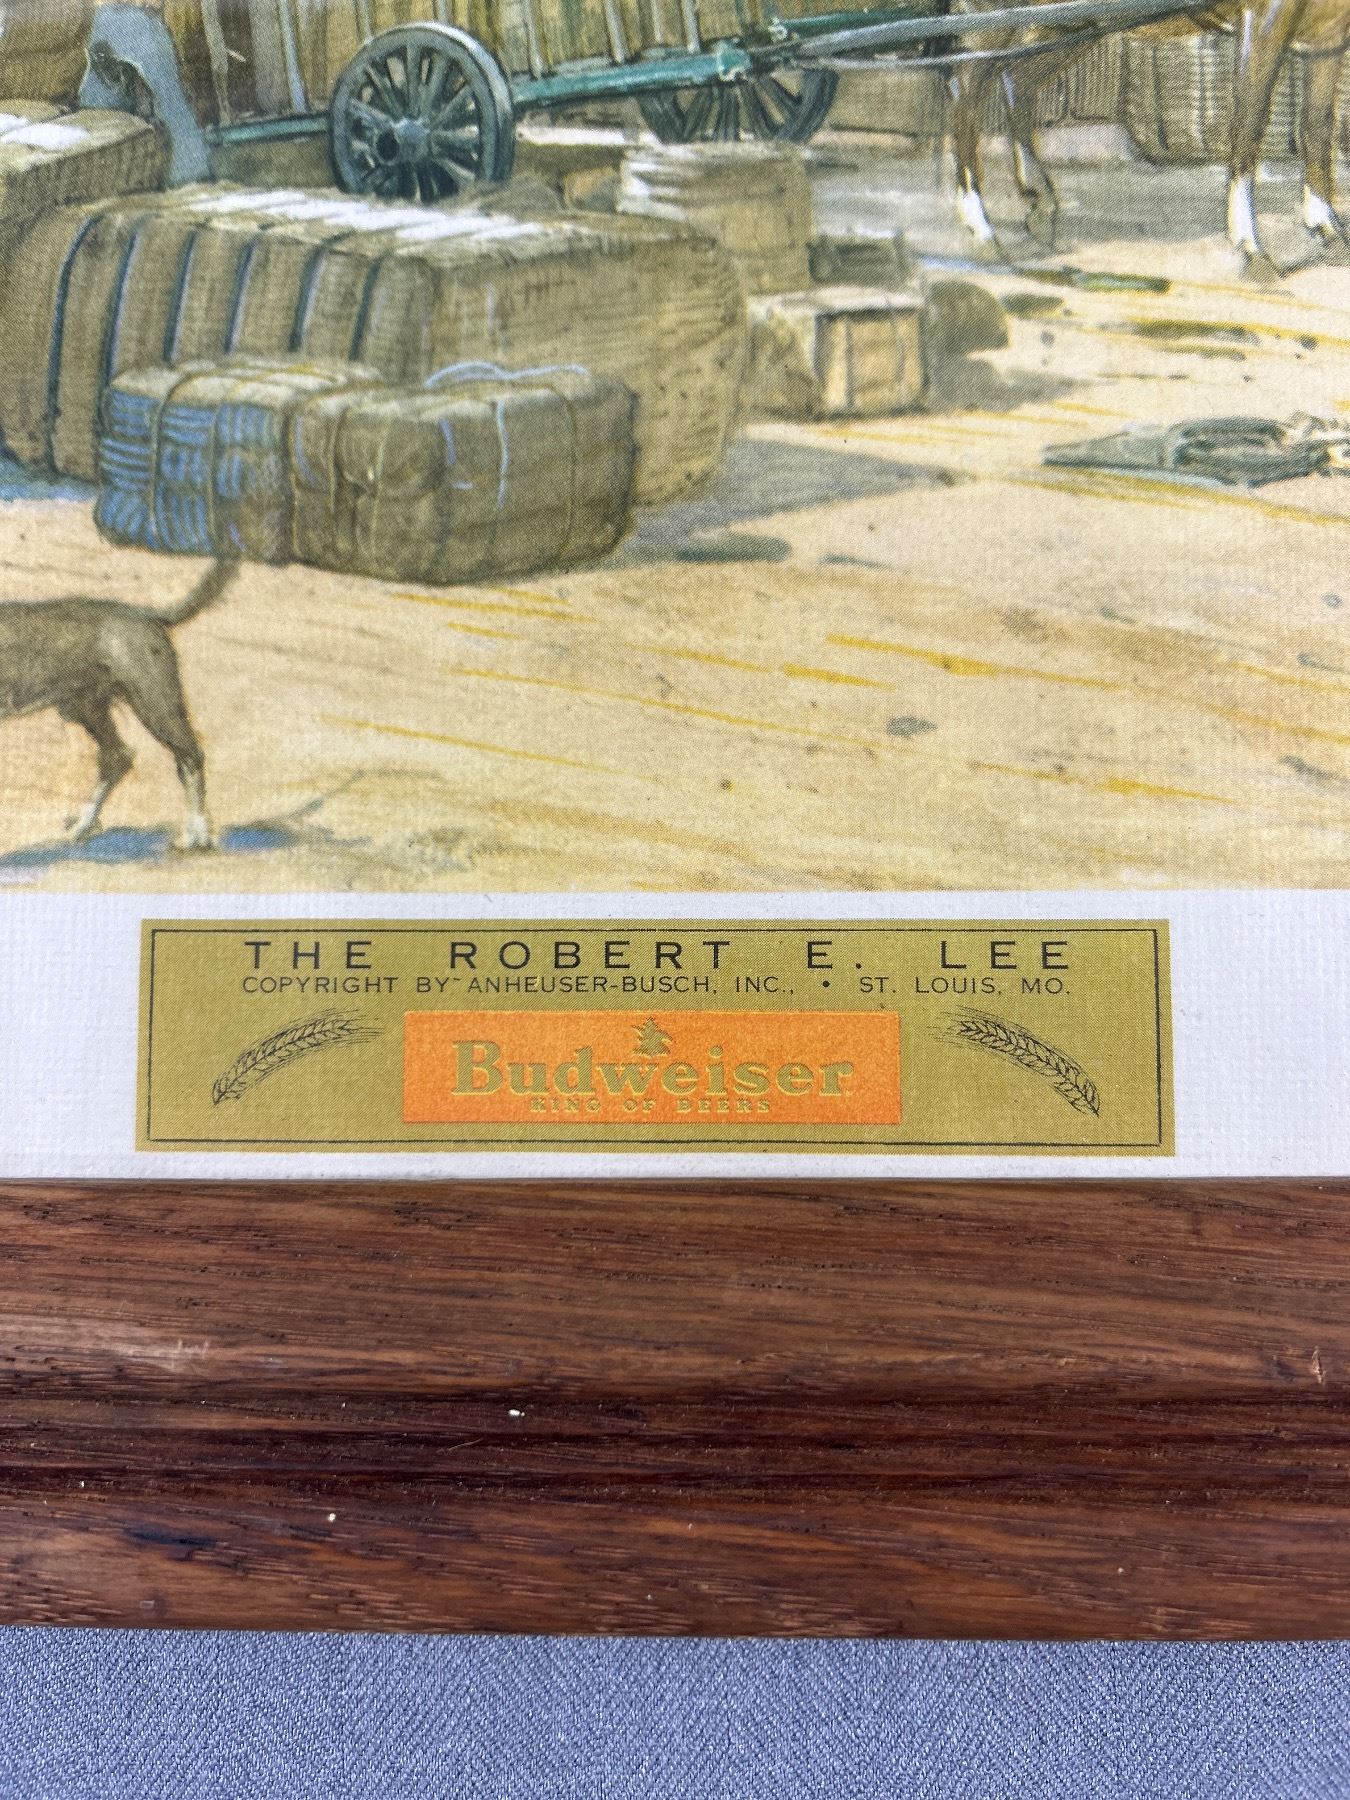 THE ROBERT E. LEE
COPYRIGHT BY ANHEUSER-BUSCH, INC., • ST. LOUIS, MO.
Budweiser
KING OF BEERS